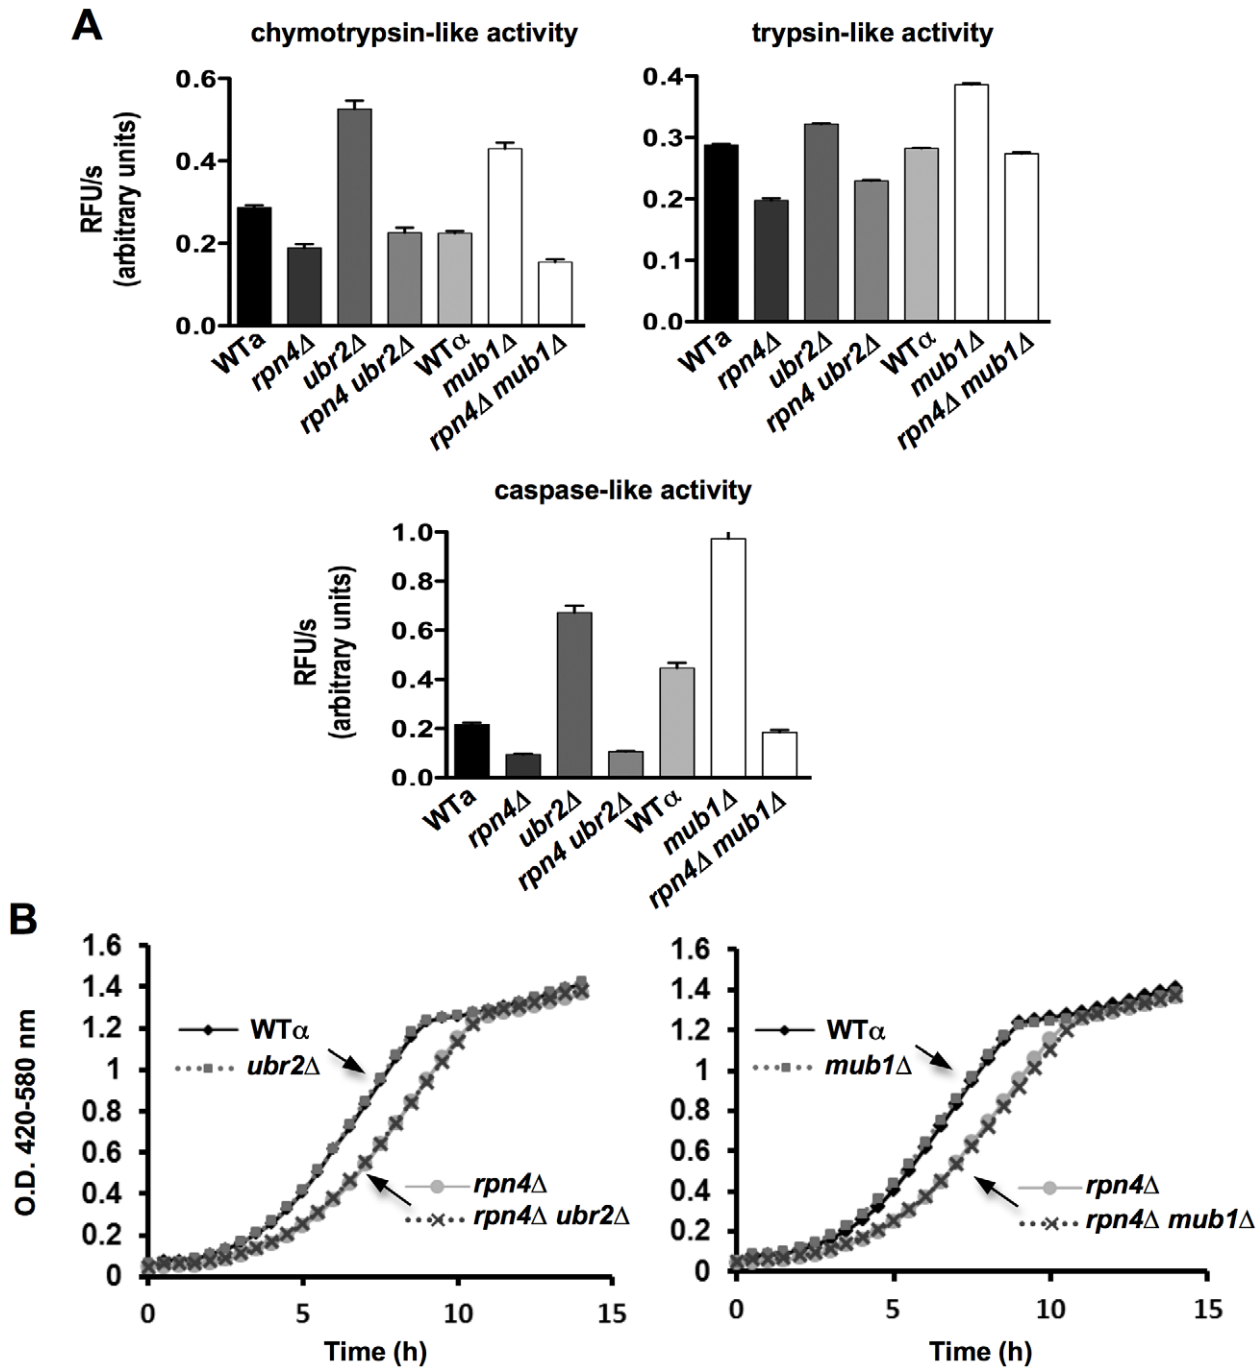 A
chymotrypsin-like activity
trypsin-like activity
RFU/s
(arbitrary units)
0.6
0.4
0.2
0.0
WTa
rpn4Δ
ubr2Δ
rpn4 ubr2Δ
WTα
mub1Δ
rpn4Δ mub1Δ
0.4
0.3
0.2
0.1
0.0
WTa
rpn4Δ
ubr2Δ
rpn4 ubr2Δ
WTα
mub1Δ
rpn4Δ mub1Δ
caspase-like activity
RFU/s
(arbitrary units)
1.0
0.8
0.6
0.4
0.2
0.0
WTa
rpn4Δ
ubr2Δ
rpn4 ubr2Δ
WTα
mub1Δ
rpn4Δ mub1Δ
B
O.D. 420-580 nm
1.6
1.4
1.2
1
0.8
0.6
0.4
0.2
0
WTα
ubr2Δ
rpn4Δ
rpn4Δ ubr2Δ
0 5 10 15
Time (h)
1.6
1.4
1.2
1
0.8
0.6
0.4
0.2
0
WTα
mub1Δ
rpn4Δ
rpn4Δ mub1Δ
0 5 10 15
Time (h)